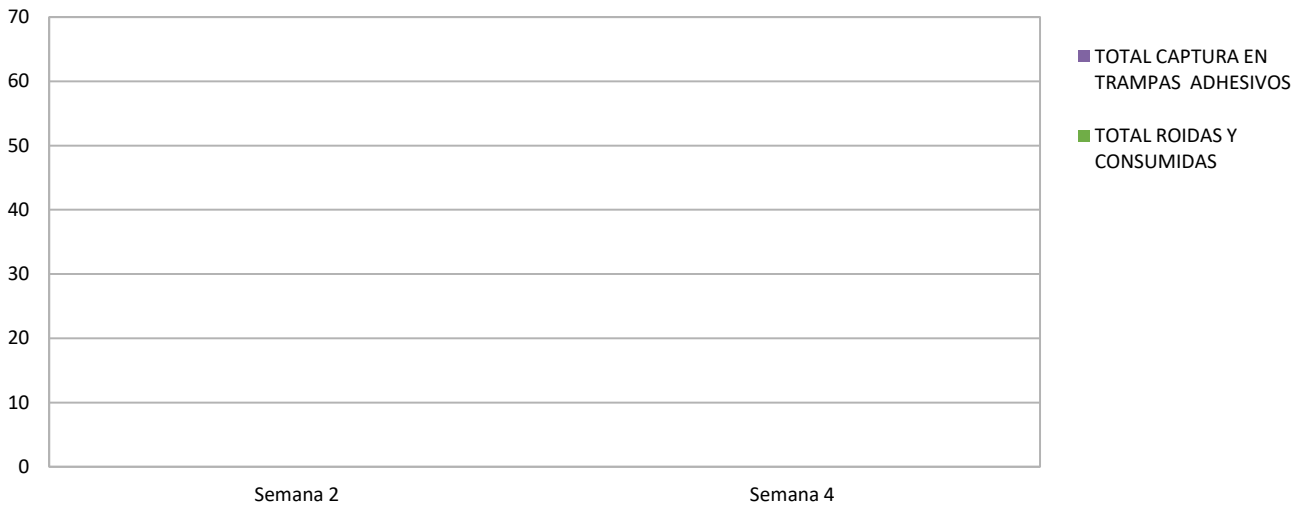 70
60
50
40
30
20
10
0
Semana 2
Semana 4
TOTAL CAPTURA EN
TRAMPAS ADHESIVOS
TOTAL ROIDAS Y
CONSUMIDAS